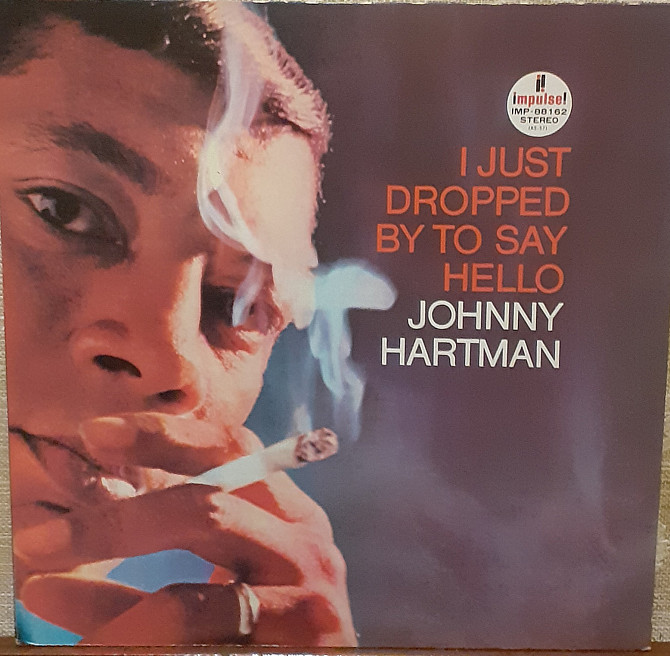 impulse!
IMP-88162
STEREO
I JUST
DROPPED
BY TO SAY
HELLO
JOHNNY
HARTMAN